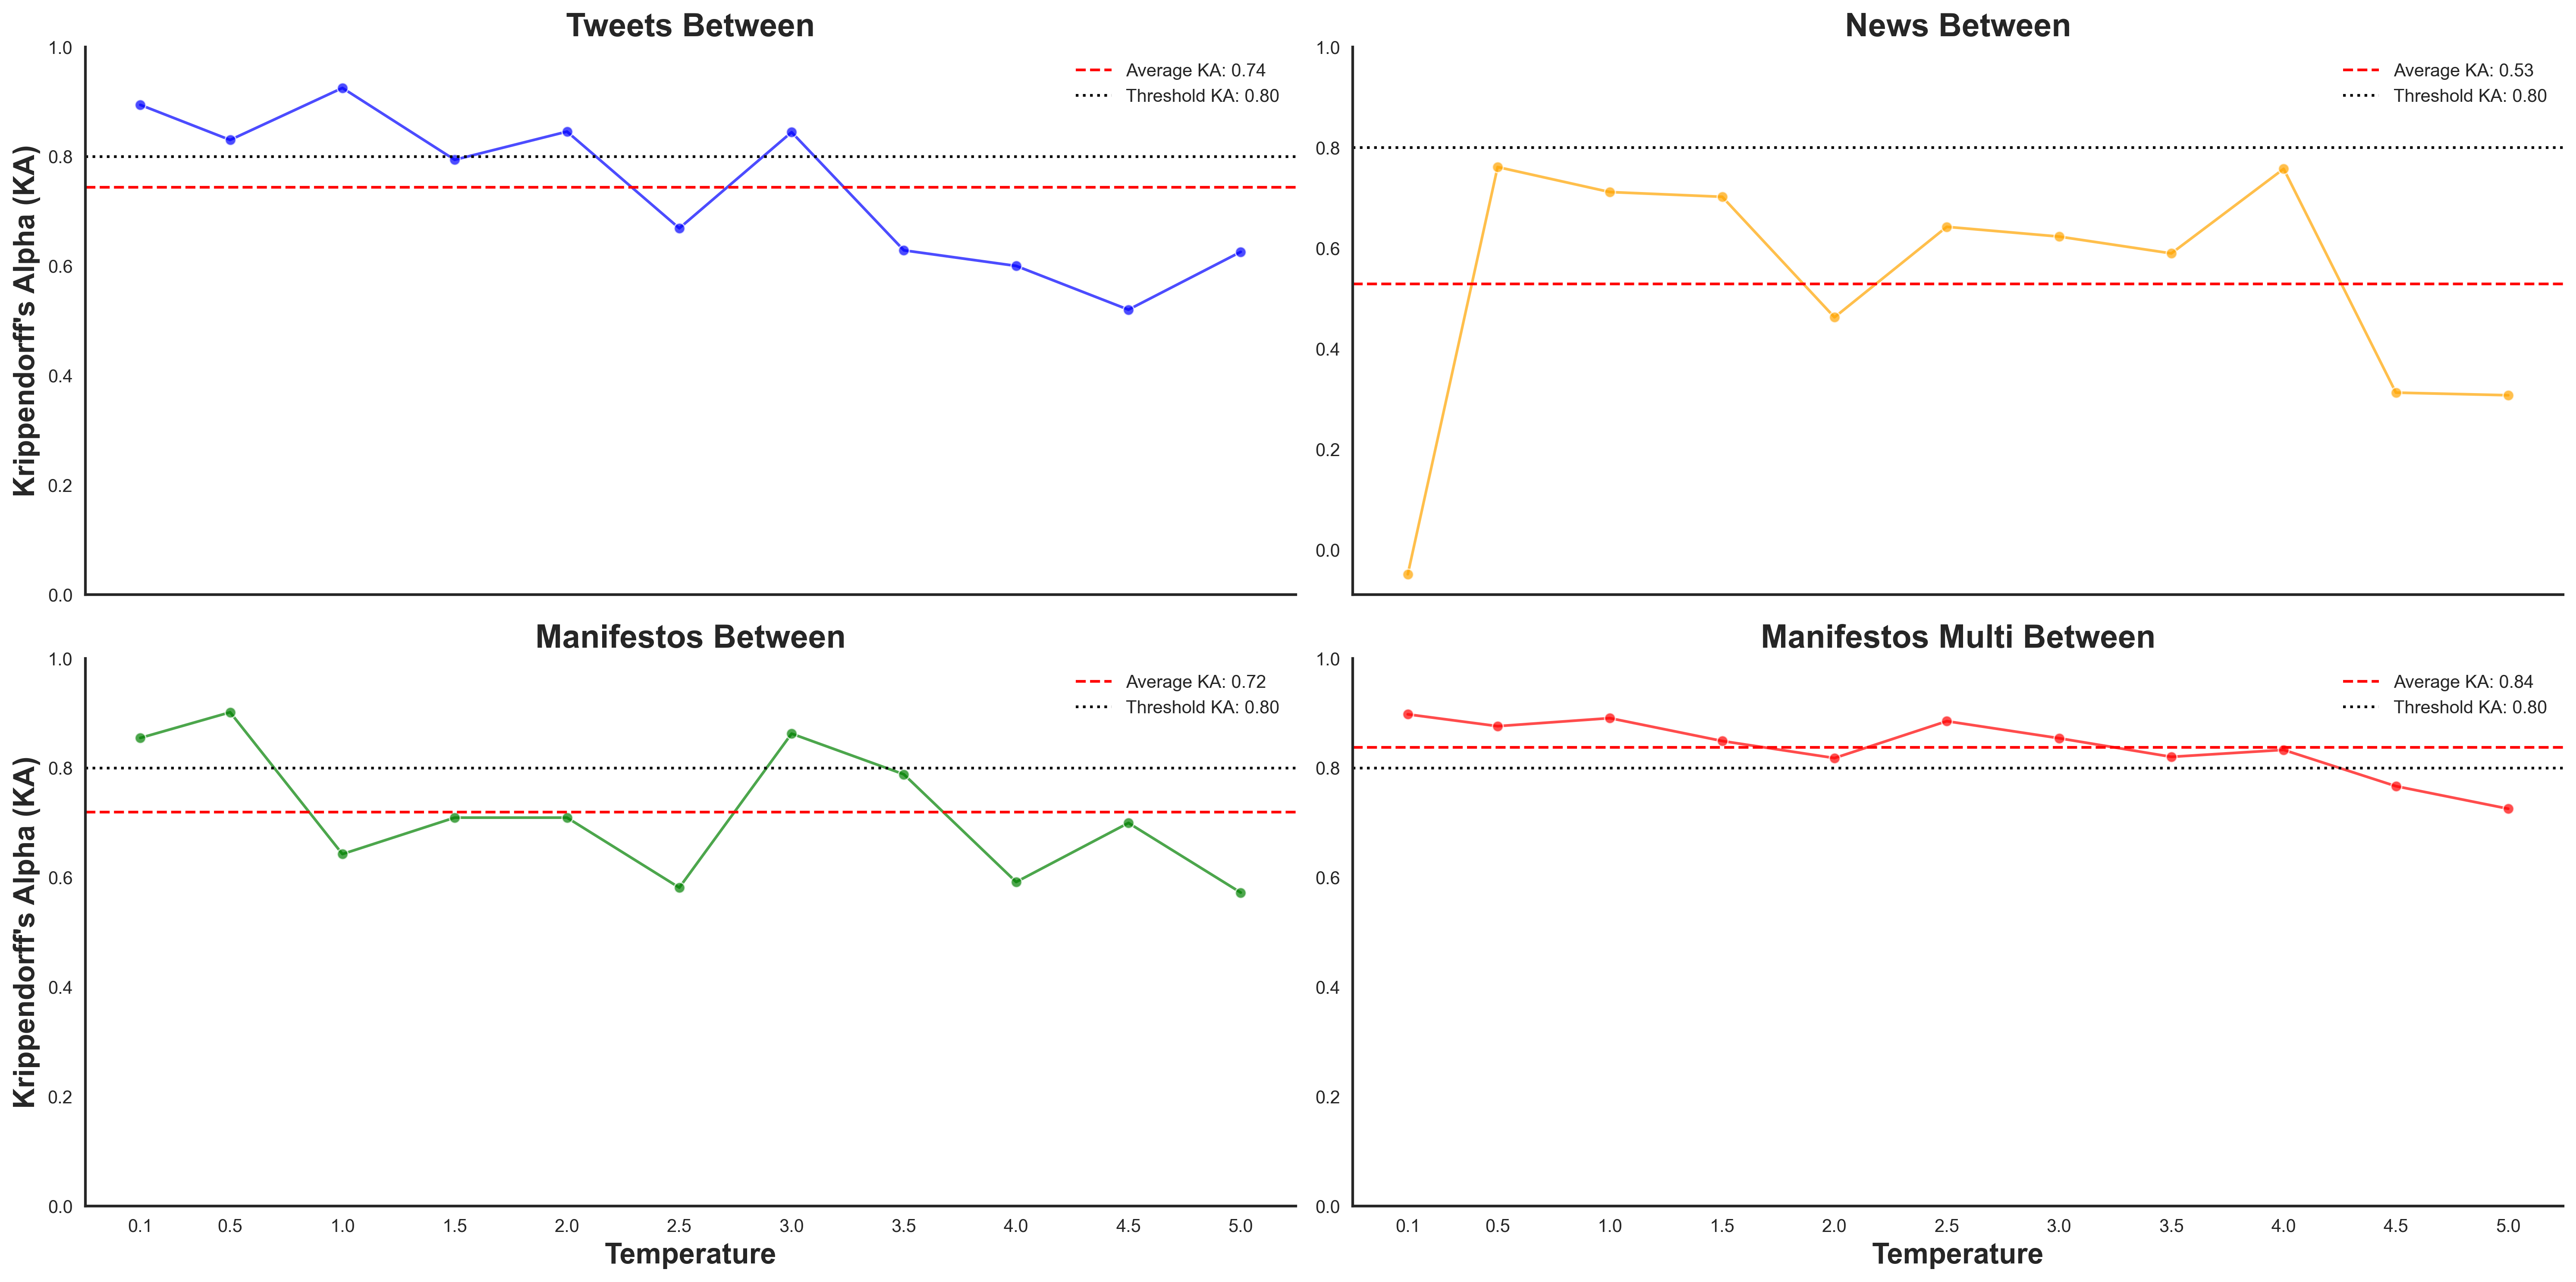 Tweets Between
Krippendorff's Alpha (KA)
1.0
0.8
0.6
0.4
0.2
0.0
Average KA: 0.74
Threshold KA: 0.80
News Between
1.0
0.8
0.6
0.4
0.2
0.0
Average KA: 0.53
Threshold KA: 0.80
Manifestos Between
Krippendorff's Alpha (KA)
1.0
0.8
0.6
0.4
0.2
0.0
Average KA: 0.72
Threshold KA: 0.80
0.1 0.5 1.0 1.5 2.0 2.5 3.0 3.5 4.0 4.5 5.0
Temperature
Manifestos Multi Between
1.0
0.8
0.6
0.4
0.2
0.0
Average KA: 0.84
Threshold KA: 0.80
0.1 0.5 1.0 1.5 2.0 2.5 3.0 3.5 4.0 4.5 5.0
Temperature